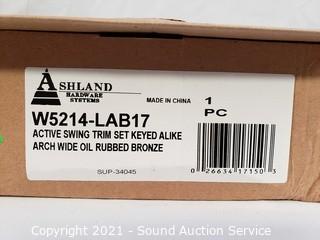 ASHLAND
HARDWARE
SYSTEMS
MADE IN CHINA
1
PC
W5214-LAB17
ACTIVE SWING TRIM SET KEYED ALIKE
ARCH WIDE OIL RUBBED BRONZE
SUP-34045
0 26634 17150 3
Copyright 2021 - Sound Auction Service